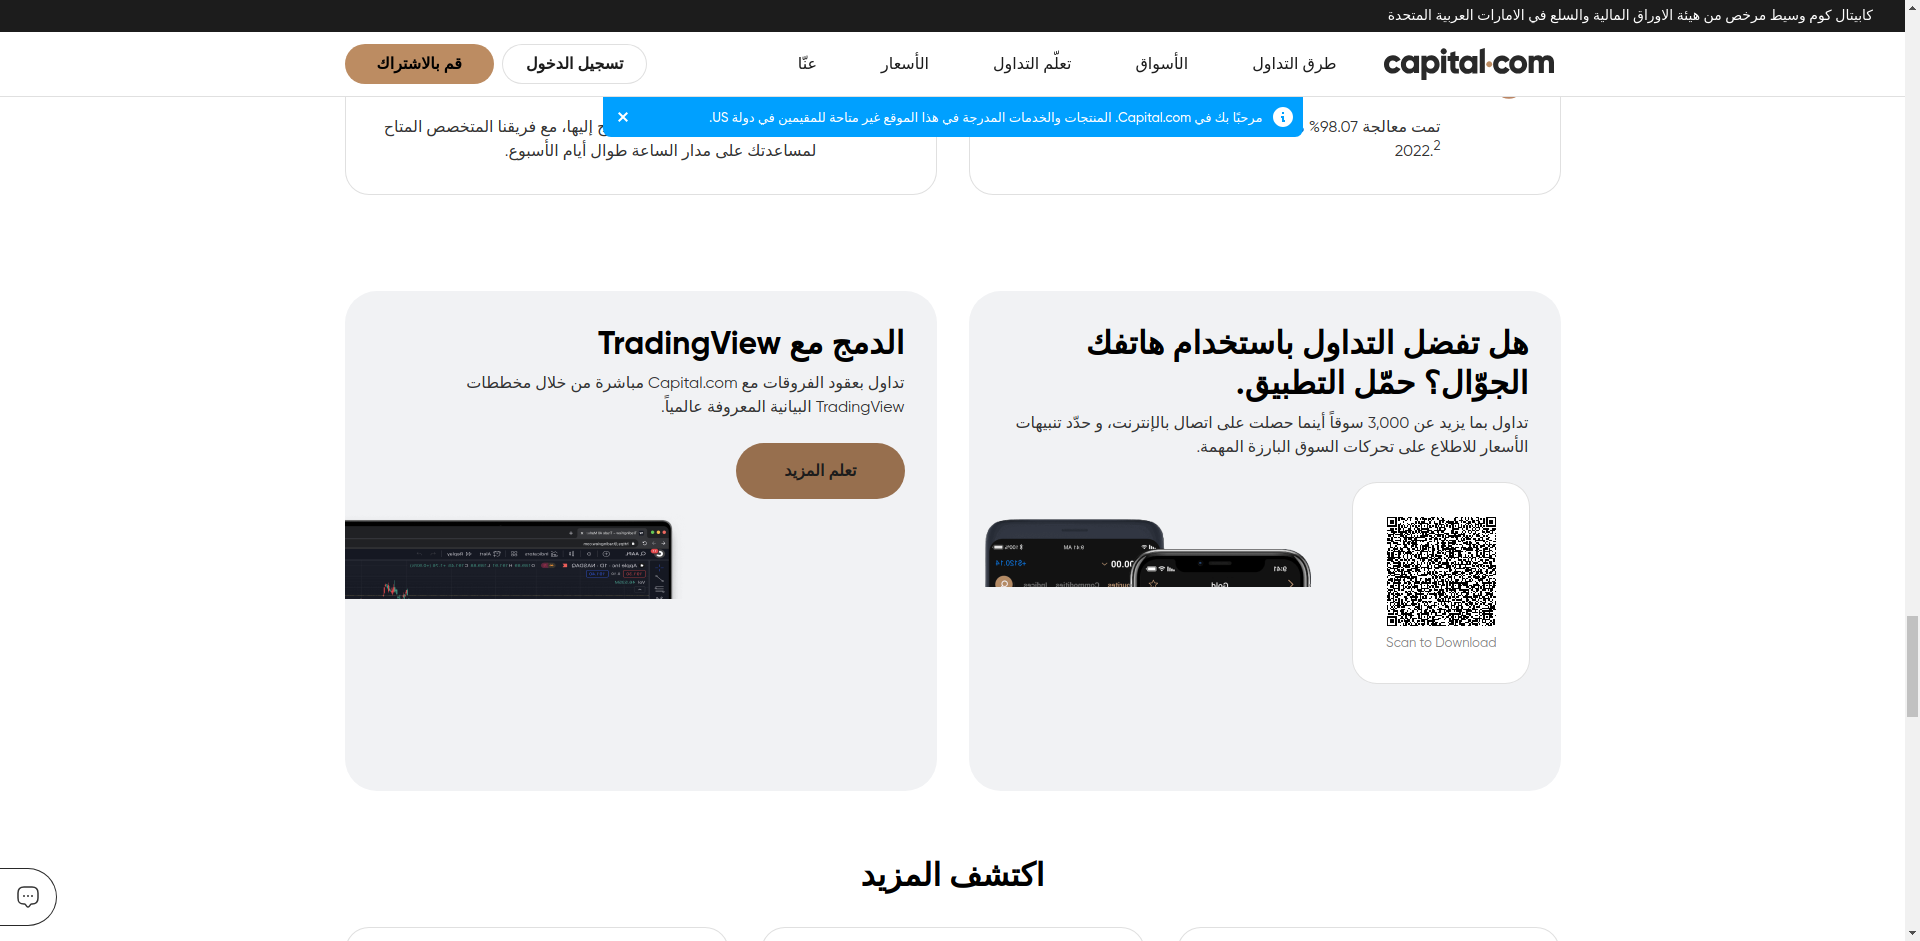 كابيتال كوم وسيط مرخص من هيئة الاوراق المالية والسلع في الامارات العربية المتحدة
capital.com
طرق التداول
الأسواق
تعلّم التداول
الأسعار
عنّا
تسجيل الدخول
قم بالاشتراك
مرحبًا بك في Capital.com. المنتجات والخدمات المدرجة في هذا الموقع غير متاحة للمقيمين في دولة US.
تمت معالجة 98.07%
2022.2
إليها، مع فريقنا المتخصص المتاح
لمساعدتك على مدار الساعة طوال أيام الأسبوع.
هل تفضل التداول باستخدام هاتفك
الجوّال؟ حمّل التطبيق.
تداول بما يزيد عن 3,000 سوقاً أينما حصلت على اتصال بالإنترنت، و حدّد تنبيهات
الأسعار للاطلاع على تحركات السوق البارزة المهمة.
Scan to Download
الدمج مع TradingView
تداول بعقود الفروقات مع Capital.com مباشرة من خلال مخططات
TradingView البيانية المعروفة عالمياً.
تعلم المزيد
اكتشف المزيد